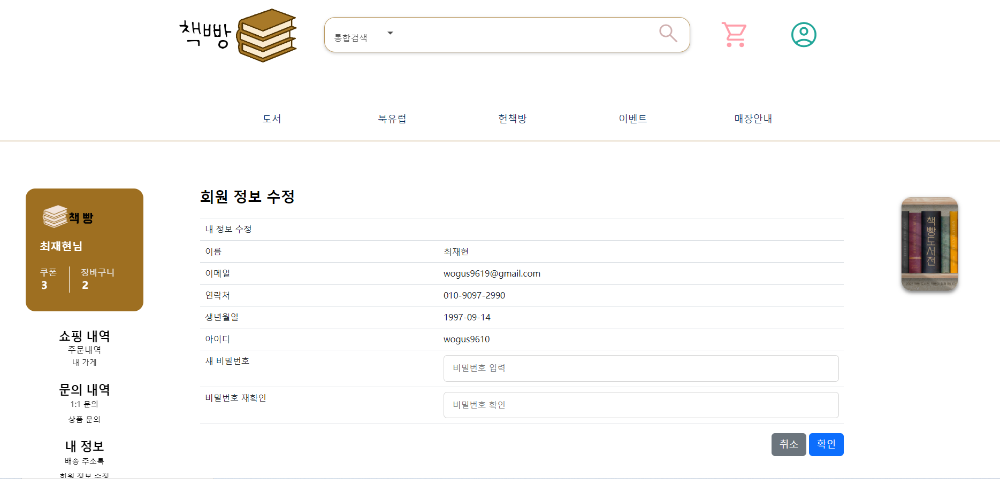 책빵
통합검색
도서 북유럽 헌책방 이벤트 매장안내
책 빵
최재현님
쿠폰 장바구니
3 2
쇼핑 내역
주문내역
내 가게
문의 내역
1:1 문의
상품 문의
내 정보
배송 주소록
회원 정보 수정
회원 정보 수정
내 정보 수정
이름 최재현
이메일 wogus9619@gmail.com
연락처 010-9097-2990
생년월일 1997-09-14
아이디 wogus9610
새 비밀번호 비밀번호 입력
비밀번호 재확인 비밀번호 확인
취소 확인
책빵도서전